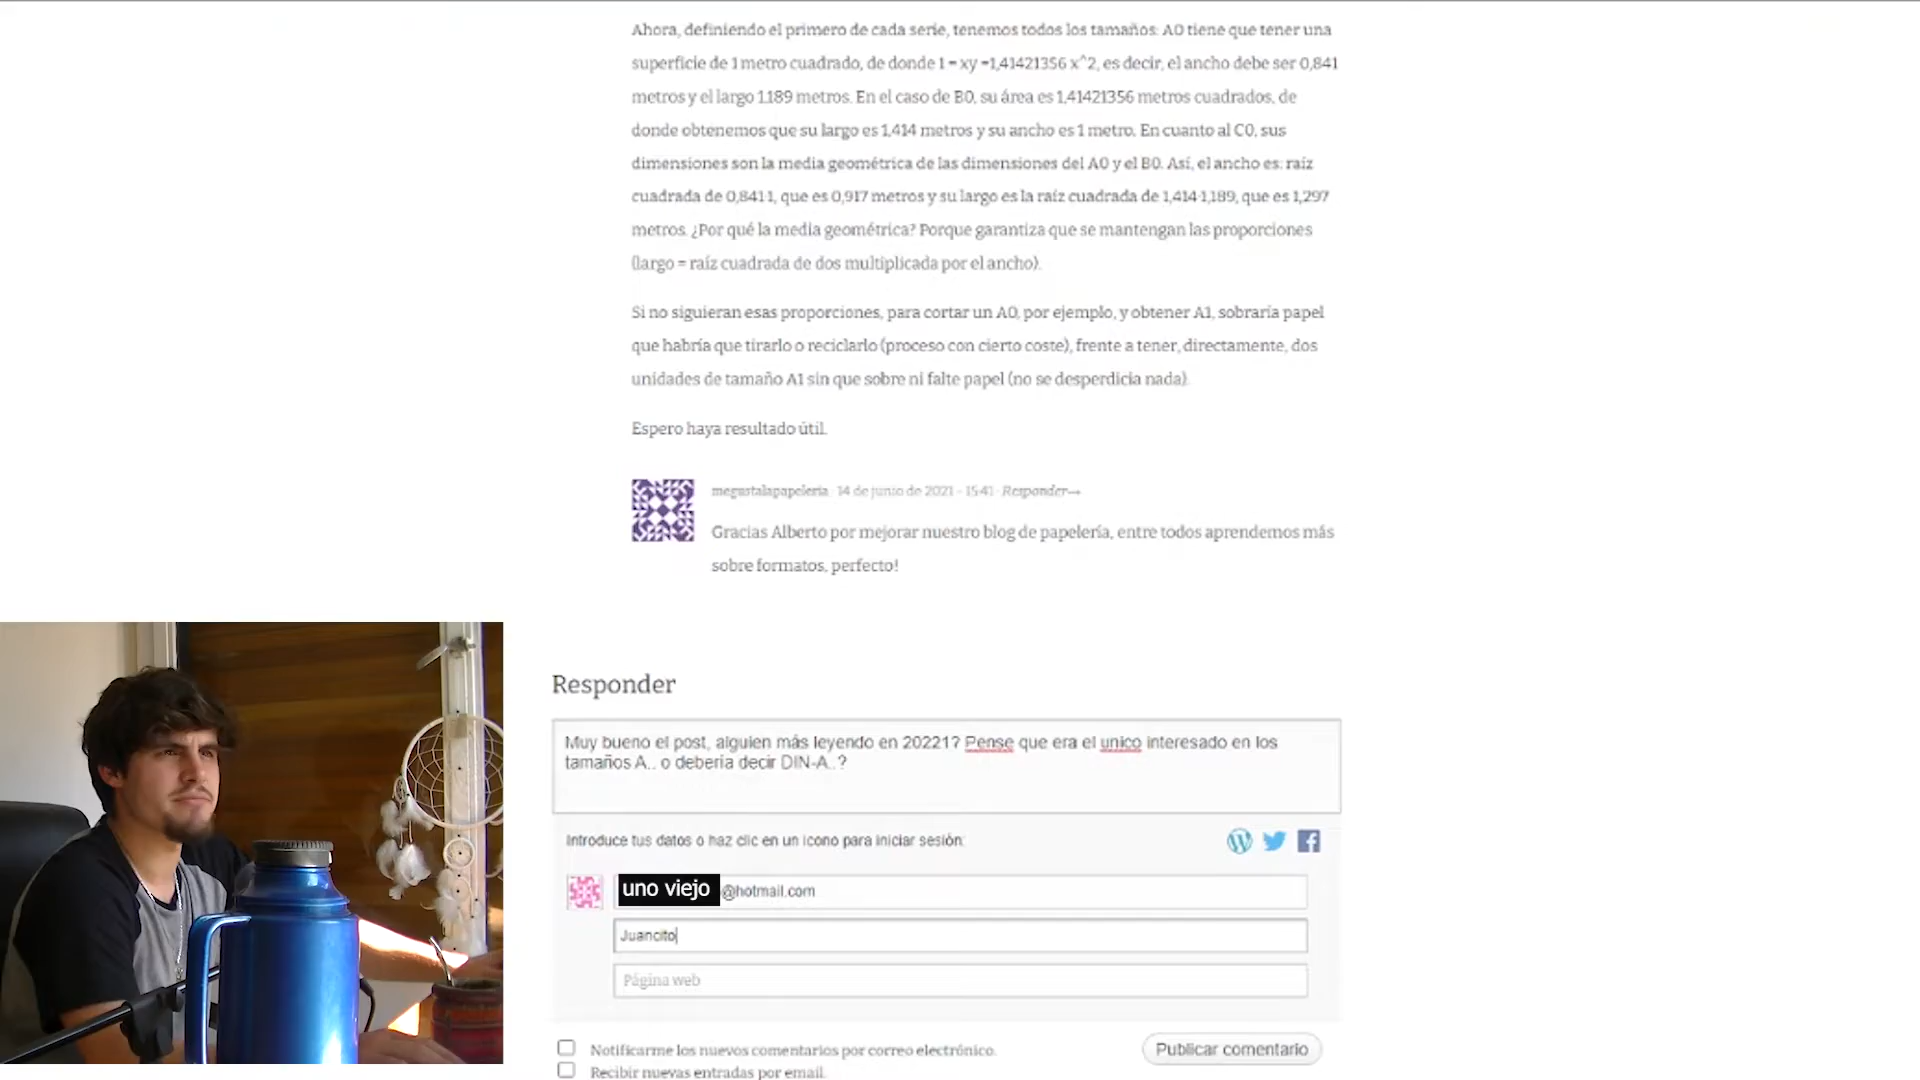 Ahora, definiendo el primero de cada serie, tenemos todos los tamaños: A0 tiene que tener una
superficie de 1 metro cuadrado, de donde 1 = xy =1,41421356 x^2, es decir, el ancho debe ser 0,841
metros y el largo 1.189 metros. En el caso de B0, su área es 1,41421356 metros cuadrados, de
donde obtenemos que su largo es 1,414 metros y su ancho es 1 metro. En cuanto al C0, sus
dimensiones son la media geométrica de las dimensiones del A0 y el B0. Así, el ancho es: raíz
cuadrada de 0,841·1, que es 0,917 metros y su largo es la raíz cuadrada de 1,414·1,189, que es 1,297
metros. ¿Por qué la media geométrica? Porque garantiza que se mantengan las proporciones
(largo = raíz cuadrada de dos multiplicada por el ancho).
Si no siguieran esas proporciones, para cortar un A0, por ejemplo, y obtener A1, sobraría papel
que habría que tirarlo o reciclarlo (proceso con cierto coste), frente a tener, directamente, dos
unidades de tamaño A1 sin que sobre ni falte papel (no se desperdicia nada).
Espero haya resultado útil.
megustalapapeleria · 14 de junio de 2021 - 15:41 · Responder→
Gracias Alberto por mejorar nuestro blog de papelería, entre todos aprendemos más
sobre formatos, perfecto!
Responder
Muy bueno el post, alguien más leyendo en 20221? Pense que era el unico interesado en los
tamaños A.. o debería decir DIN-A..?
Introduce tus datos o haz clic en un icono para iniciar sesión:
uno viejo @hotmail.com
Juancito
Página web
Notificarme los nuevos comentarios por correo electrónico.
Publicar comentario
Recibir nuevas entradas por email.